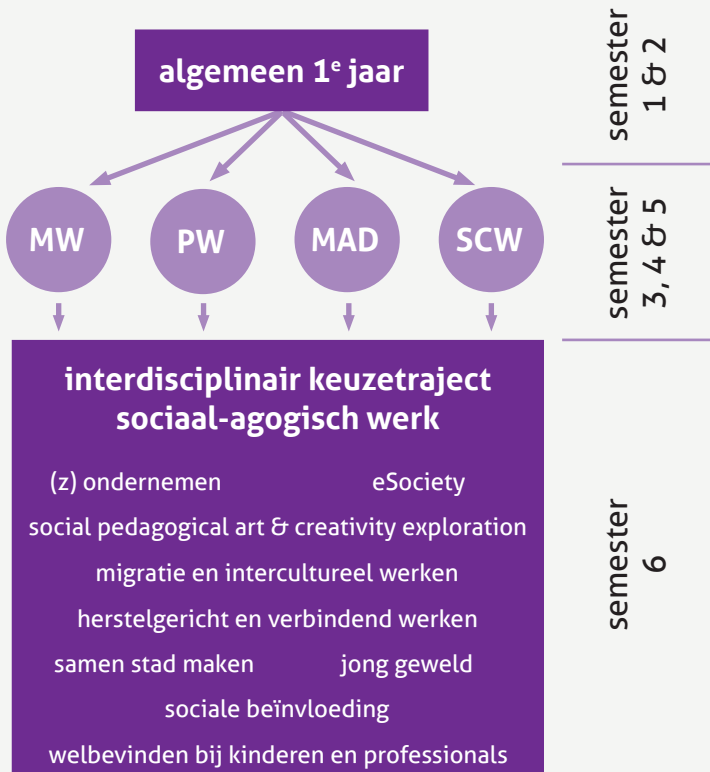 algemeen 1e jaar
semester
1 & 2
MW
PW
MAD
SCW
semester
3, 4 & 5
interdisciplinair keuzetraject
sociaal-agogisch werk
(z) ondernemen
eSociety
social pedagogical art & creativity exploration
migratie en intercultureel werken
herstelgericht en verbindend werken
samen stad maken
jong geweld
sociale beïnvloeding
welbevinden bij kinderen en professionals
semester
6